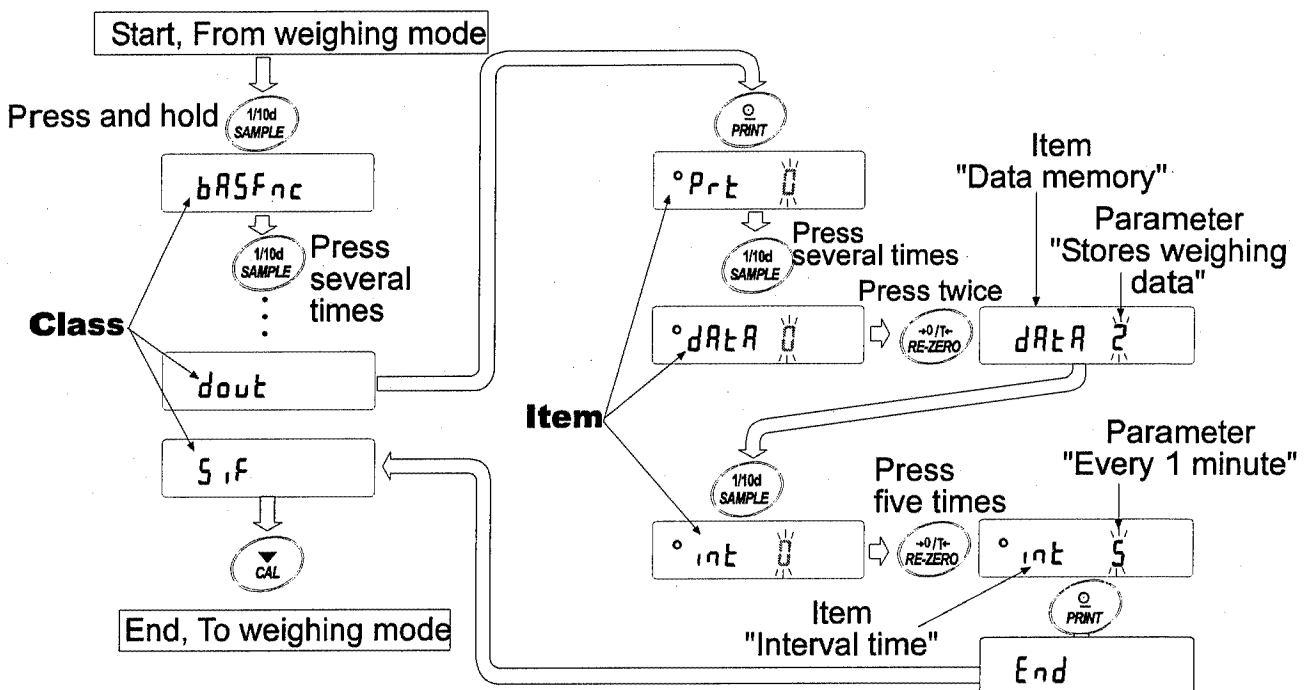 Start, From weighing mode
Press and hold
1/10d
SAMPLE
bASFnc
1/10d
SAMPLE
Press
several
times
Class
dout
SiF
CAL
End, To weighing mode
PRINT
Prt 0
1/10d
SAMPLE
Press
several times
Item
"Data memory"
Parameter
"Stores weighing
data"
Press twice
dAtA 0
→0/T←
RE-ZERO
dAtA 2
Item
1/10d
SAMPLE
Press
five times
Parameter
"Every 1 minute"
int 0
→0/T←
RE-ZERO
int 5
Item
"Interval time"
PRINT
End